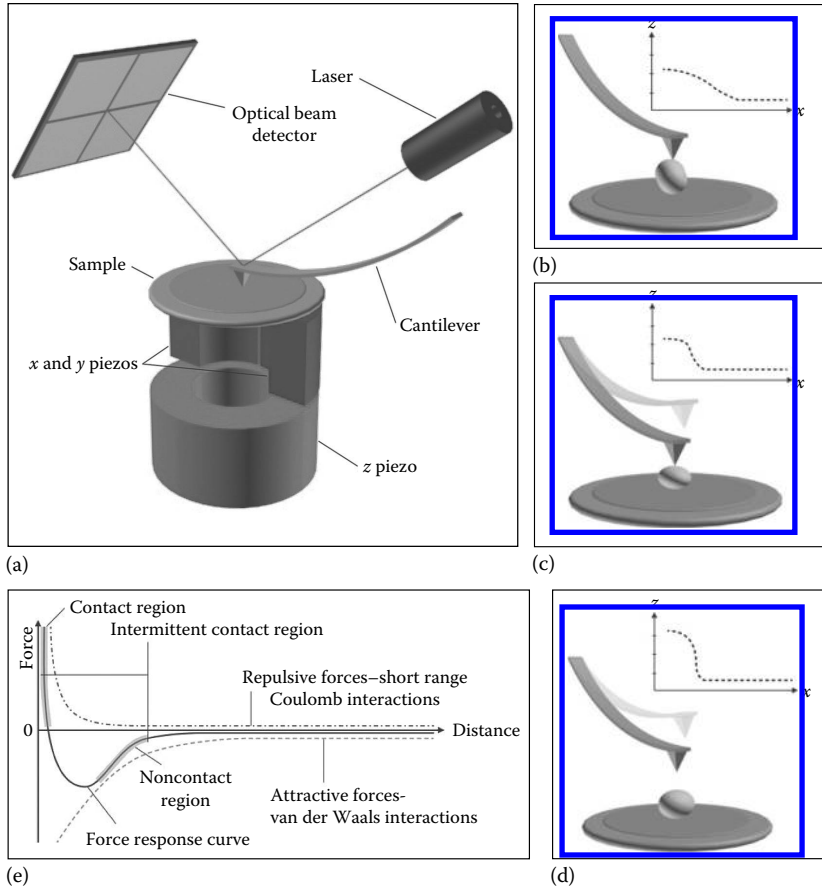 Laser
Optical beam
detector
Sample
Cantilever
x and y piezos
z piezo
(a)
z
x
(b)
z
x
(c)
Contact region
Intermittent contact region
Force
Repulsive forces–short range
Coulomb interactions
0
Distance
Noncontact
region
Attractive forces-
van der Waals interactions
Force response curve
(e)
z
x
(d)